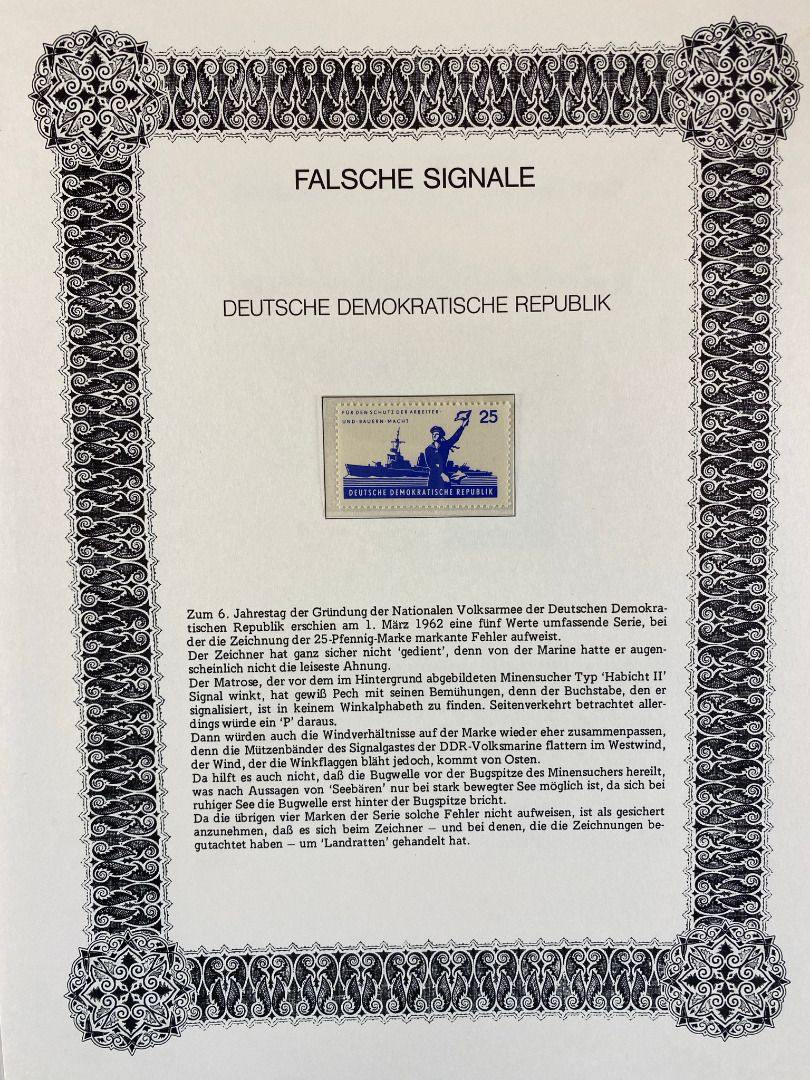 FALSCHE SIGNALE
DEUTSCHE DEMOKRATISCHE REPUBLIK
FÜR DEN SCHUTZ DER ARBEITER-
UND-BAUERN-MACHT
25
DEUTSCHE DEMOKRATISCHE REPUBLIK
Zum 6. Jahrestag der Gründung der Nationalen Volksarmee der Deutschen Demokra-
tischen Republik erschien am 1. März 1962 eine fünf Werte umfassende Serie, bei
der die Zeichnung der 25-Pfennig-Marke markante Fehler aufweist.
Der Zeichner hat ganz sicher nicht ‘gedient’, denn von der Marine hatte er augen-
scheinlich nicht die leiseste Ahnung.
Der Matrose, der vor dem im Hintergrund abgebildeten Minensucher Typ ‘Habicht II’
Signal winkt, hat gewiß Pech mit seinen Bemühungen, denn der Buchstabe, den er
signalisiert, ist in keinem Winkalphabeth zu finden. Seitenverkehrt betrachtet aller-
dings würde ein ‘P’ daraus.
Dann würden auch die Windverhältnisse auf der Marke wieder eher zusammenpassen,
denn die Mützenbänder des Signalgastes der DDR-Volksmarine flattern im Westwind,
der Wind, der die Winkflaggen bläht jedoch, kommt von Osten.
Da hilft es auch nicht, daß die Bugwelle vor der Bugspitze des Minensuchers hereilt,
was nach Aussagen von ‘Seebären’ nur bei stark bewegter See möglich ist, da sich bei
ruhiger See die Bugwelle erst hinter der Bugspitze bricht.
Da die übrigen vier Marken der Serie solche Fehler nicht aufweisen, ist als gesichert
anzunehmen, daß es sich beim Zeichner – und bei denen, die die Zeichnungen be-
gutachtet haben – um ‘Landratten’ gehandelt hat.